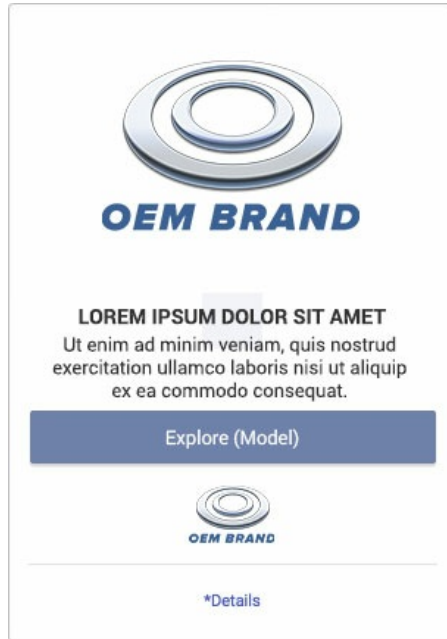 OEM BRAND
LOREM IPSUM DOLOR SIT AMET
Ut enim ad minim veniam, quis nostrud
exercitation ullamco laboris nisi ut aliquip
ex ea commodo consequat.
Explore (Model)
OEM BRAND
*Details